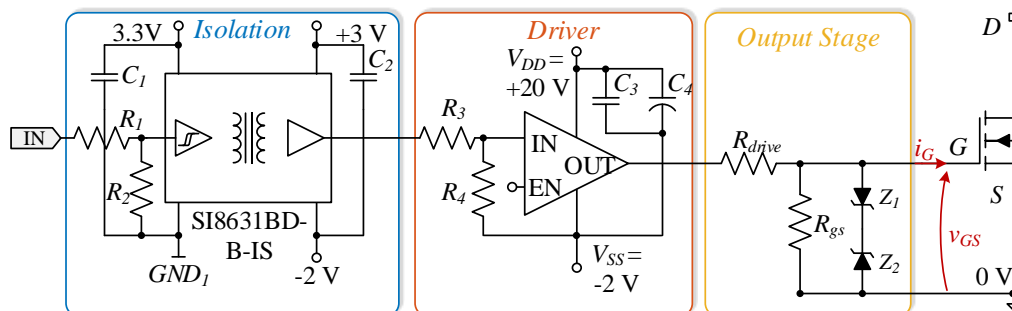 Isolation
Driver
Output Stage
3.3V
+3 V
C1
C2
VDD=
+20 V
C3
C4
D
IN
R1
R2
R3
R4
IN
OUT
EN
Rdrive
iG
G
S
Rgs
Z1
Z2
vGS
SI8631BD-
B-IS
GND1
-2 V
VSS=
-2 V
0 V